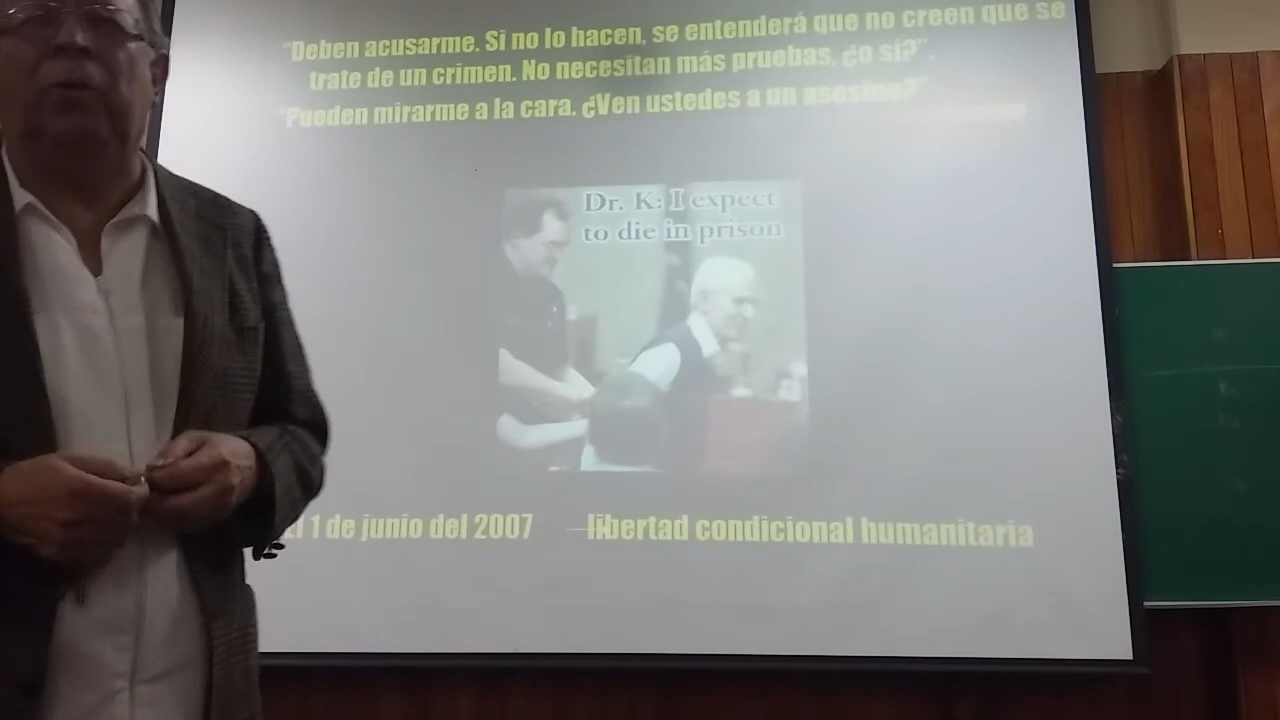 "Deben acusarme. Si no lo hacen, se entenderá que no creen que se
trate de un crimen. No necesitan más pruebas, ¿o sí?".
"Pueden mirarme a la cara. ¿Ven ustedes a un asesino?"
Dr. K: I expect
to die in prison
El 1 de junio del 2007 libertad condicional humanitaria